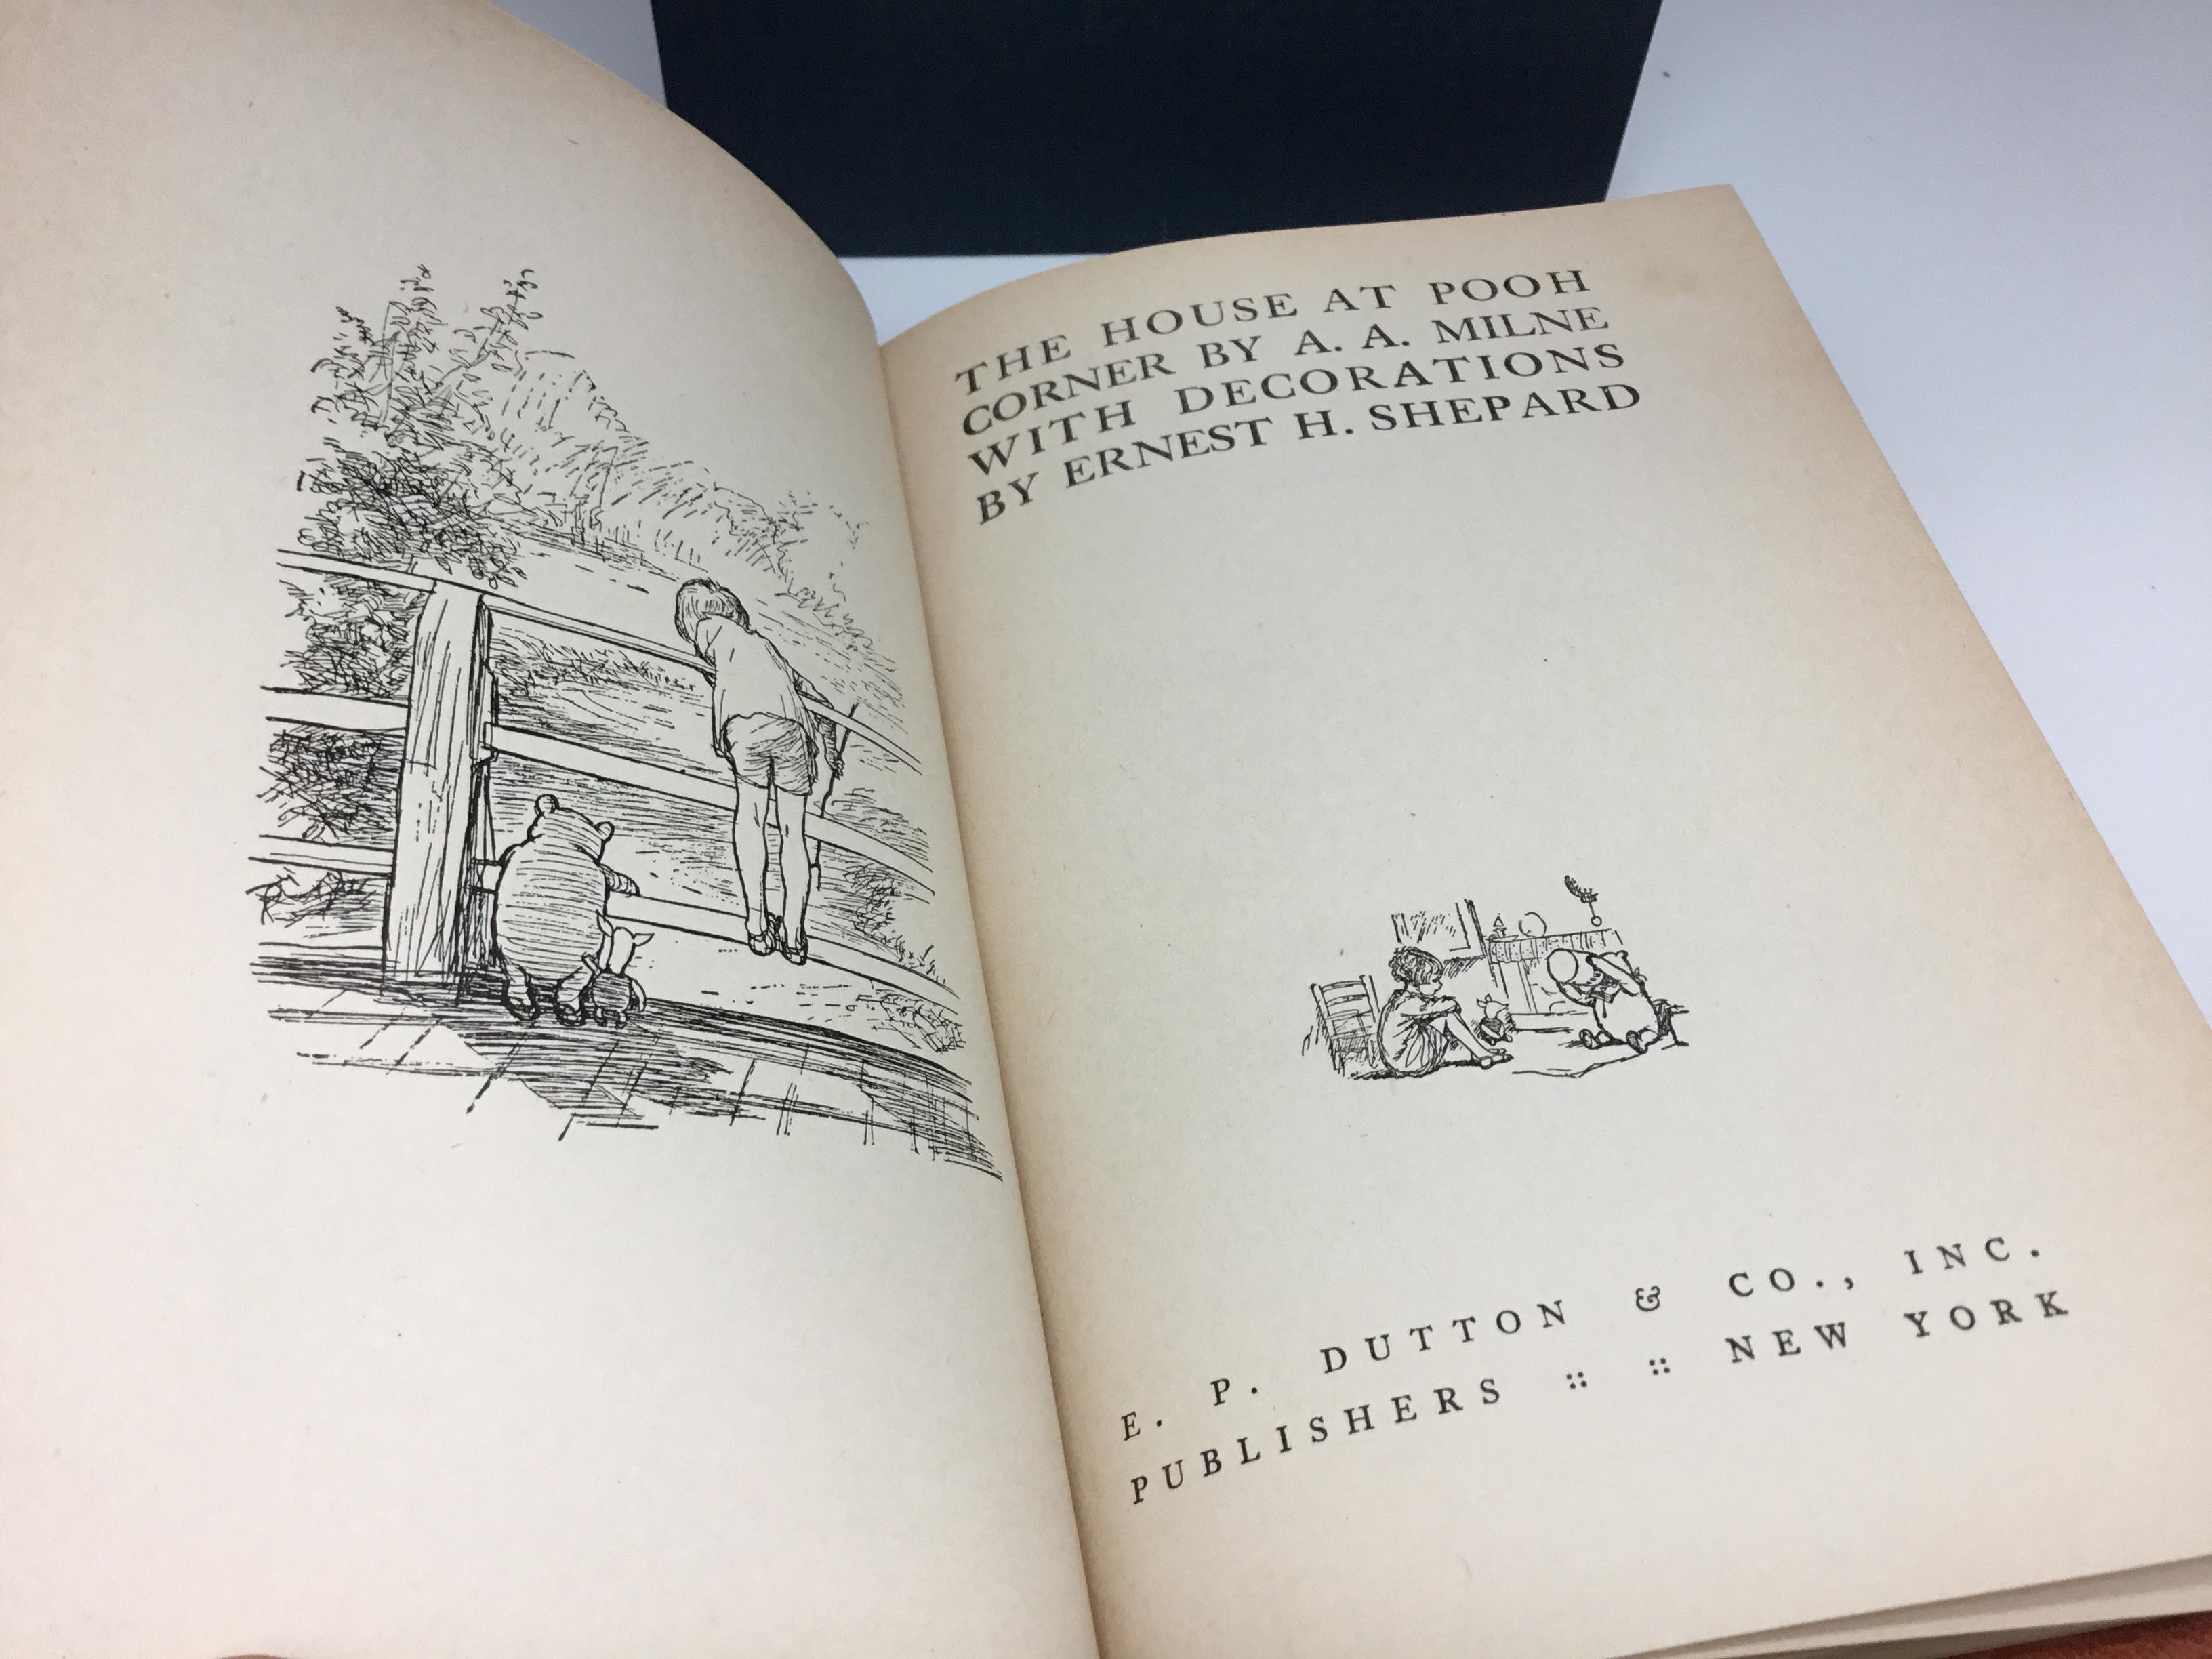 THE HOUSE AT POOH
CORNER BY A. A. MILNE
WITH DECORATIONS
BY ERNEST H. SHEPARD
E. P. DUTTON & CO., INC.
PUBLISHERS :: :: NEW YORK